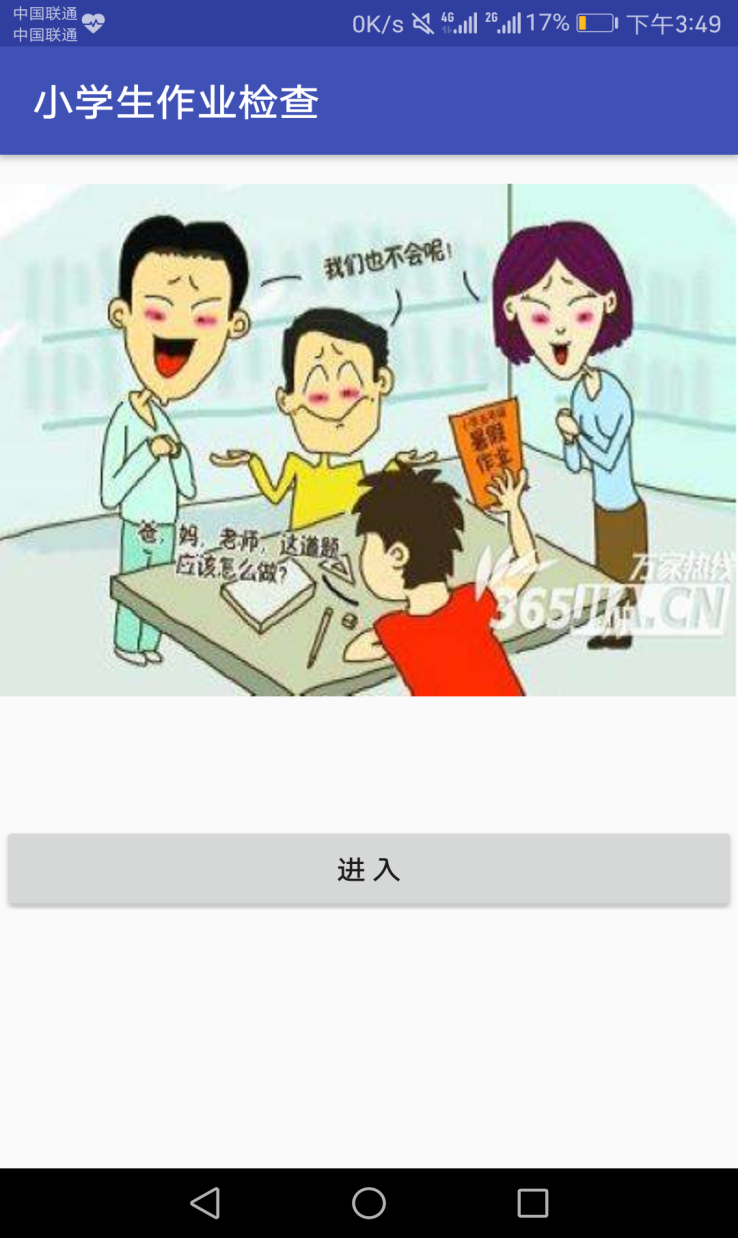 中国联通
中国联通
0K/s 4G 2G 17% 下午3:49
小学生作业检查
我们也不会呢!
暑假
作业
爸,妈,老师,这道题
应该怎么做?
万家热线
365JIA.CN
进 入